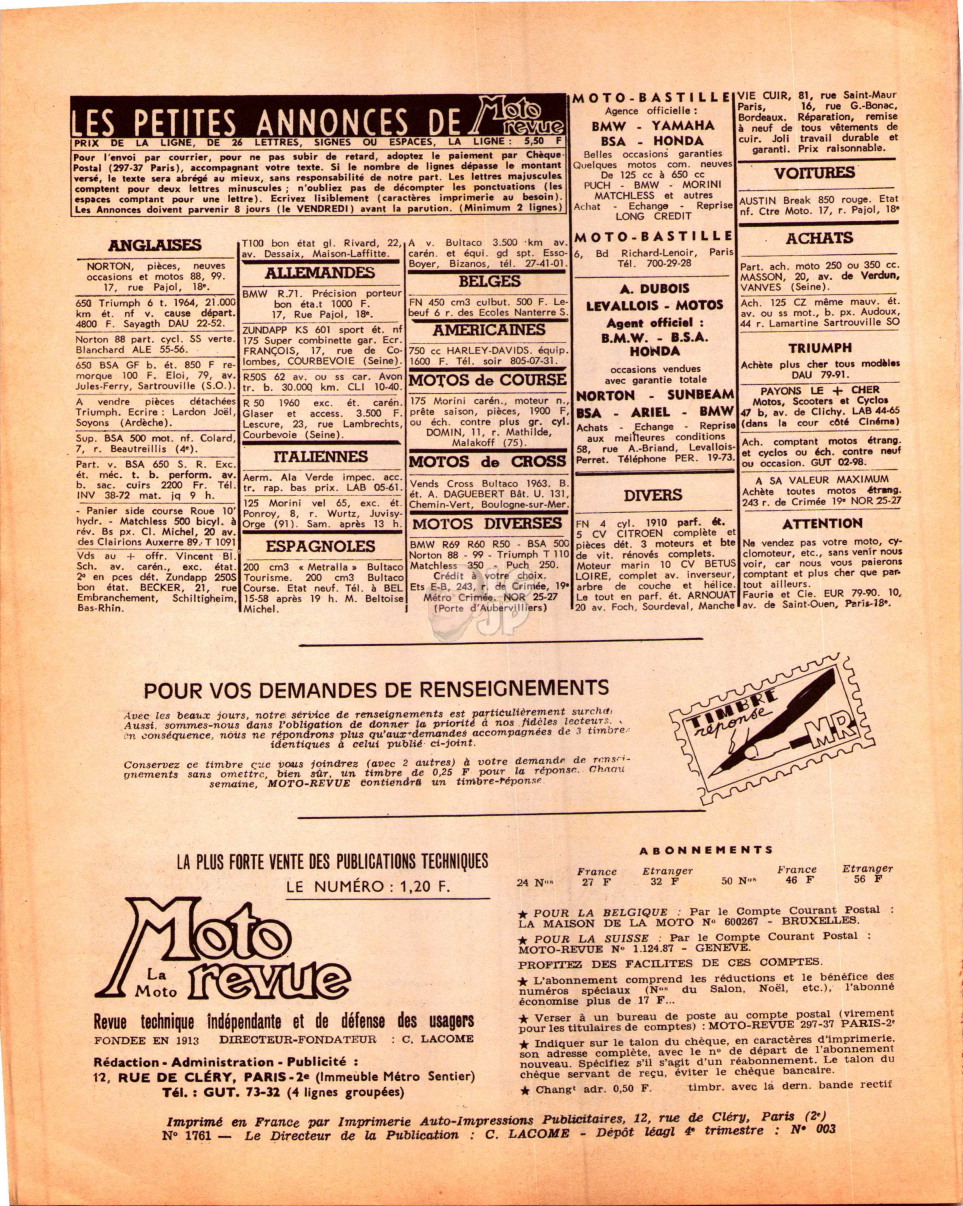 LES PETITES ANNONCES DE Moto revue
PRIX DE LA LIGNE, DE 26 LETTRES, SIGNES OU ESPACES, LA LIGNE : 5,50 F
Pour l'envoi par courrier, pour ne pas subir de retard, adoptez le paiement par Chèque-
Postal (297-37 Paris), accompagnant votre texte. Si le nombre de lignes dépasse le montant
versé, le texte sera abrégé au mieux, sans responsabilité de notre part. Les lettres majuscules
comptent pour deux lettres minuscules ; n'oubliez pas de décompter les ponctuations (les
espaces comptant pour une lettre). Ecrivez lisiblement (caractères imprimerie au besoin).
Les Annonces doivent parvenir 8 jours (le VENDREDI) avant la parution. (Minimum 2 lignes)
ANGLAISES
NORTON, pièces, neuves
occasions et motos 88, 99.
17, rue Pajol, 18e.
650 Triumph 6 t. 1964, 21.000
km ét. nf v. cause départ.
4800 F. Sayagth DAU 22-52.
Norton 88 part. cycl. SS verte.
Blanchard ALE 55-56.
650 BSA GF b. ét. 850 F re-
morque 100 F. Eloi, 79, av.
Jules-Ferry, Sartrouville (S.O.).
A vendre pièces détachées
Triumph. Ecrire : Lardon Joël,
Soyons (Ardèche).
Sup. BSA 500 mot. nf. Colard,
7, r. Beautreillis (4e).
Part. v. BSA 650 S. R. Exc.
ét. méc. t. b. perform. av.
b. sac. cuirs 2200 Fr. Tél.
INV 38-72 mat. jq 9 h.
- Panier side course Roue 10'
hydr. - Matchless 500 bicyl. à
rév. Bs px. Cl. Michel, 20 av.
des Clairions Auxerre 89. T 1091
Vds au + offr. Vincent Bl.
Sch. av. carén., exc. état.
2e en pces dét. Zundapp 250S
bon état. BECKER, 21, rue
Embranchement, Schiltigheim,
Bas-Rhin.
T100 bon état gl. Rivard, 22,
av. Dessaix, Maison-Laffitte.
ALLEMANDES
BMW R.71. Précision porteur
bon état 1000 F.
17, Rue Pajol, 18e.
ZUNDAPP KS 601 sport ét. nf
175 Super combinette gar. Ecr.
FRANÇOIS, 17, rue de Co-
lombes, COURBEVOIE (Seine).
R50S 62 av. ou ss car. Avon
tr. b. 30.000 km. CLI 10-40.
R 50 1960 exc. ét. carén.
Glaser et access. 3.500 F.
Lescure, 23, rue Lambrechts,
Courbevoie (Seine).
ITALIENNES
Aerm. Ala Verde impec. acc.
tr. rap. bas prix. LAB 05-61.
125 Morini vel 65, exc. ét.
Ponroy, 8, r. Wurtz, Juvisy-
Orge (91). Sam. après 13 h.
ESPAGNOLES
200 cm3 « Metralla » Bultaco
Tourisme. 200 cm3 Bultaco
Course. Etat neuf. Tél. à BEL
15-58 après 19 h. M. Beltoise
Michel.
A v. Bultaco 3.500 km av.
carén. et équi. gd spt. Esso-
Boyer, Bizanos, tél. 27-41-01.
BELGES
FN 450 cm3 culbut. 500 F. Le-
beuf 6 r. des Ecoles Nanterre S.
AMERICAINES
750 cc HARLEY-DAVIDS. équip.
1600 F. Tél. soir 805-07-31.
MOTOS de COURSE
175 Morini carén., moteur n.,
prête saison, pièces, 1900 F,
ou éch. contre plus gr. cyl.
DOMIN, 11, r. Mathilde,
Malakoff (75).
MOTOS de CROSS
Vends Cross Bultaco 1963. B.
ét. A. DAGUEBERT Bât. U. 131,
Chemin-Vert, Boulogne-sur-Mer.
MOTOS DIVERSES
BMW R69 R60 R50 - BSA 500
Norton 88 - 99 - Triumph T 110
Matchless 350 - Puch 250.
Crédit à votre choix.
Ets E-B, 243, r. de Crimée, 19e
Métro Crimée. NOR 25-27
(Porte d'Aubervilliers)
MOTO-BASTILLE
Agence officielle :
BMW - YAMAHA
BSA - HONDA
Belles occasions garanties
Quelques motos com. neuves
De 125 cc à 650 cc
PUCH - BMW - MORINI
MATCHLESS et autres
Achat - Echange - Reprise
LONG CREDIT
MOTO-BASTILLE
6, Bd Richard-Lenoir, Paris
Tél. 700-29-28
A. DUBOIS
LEVALLOIS - MOTOS
Agent officiel :
B.M.W. - B.S.A.
HONDA
occasions vendues
avec garantie totale
NORTON - SUNBEAM
BSA - ARIEL - BMW
Achats - Echange - Reprise
aux meilleures conditions
58, rue A.-Briand, Levallois-
Perret. Téléphone PER. 19-73.
DIVERS
FN 4 cyl. 1910 parf. ét.
5 CV CITROEN complète et
pièces dét. 3 moteurs et bte
de vit. rénovés complets.
Moteur marin 10 CV BETUS
LOIRE, complet av. inverseur,
arbre de couche et hélice.
Le tout en parf. ét. ARNOUAT
20 av. Foch, Sourdeval, Manche
VIE CUIR, 81, rue Saint-Maur
Paris, 16, rue G.-Bonac,
Bordeaux. Réparation, remise
à neuf de tous vêtements de
cuir. Joli travail durable et
garanti. Prix raisonnable.
VOITURES
AUSTIN Break 850 rouge. Etat
nf. Ctre Moto. 17, r. Pajol, 18e
ACHATS
Part. ach. moto 250 ou 350 cc.
MASSON, 20, av. de Verdun,
VANVES (Seine).
Ach. 125 CZ même mauv. ét.
av. ou ss mot., b. px. Audoux,
44 r. Lamartine Sartrouville SO
TRIUMPH
Achète plus cher tous modèles
DAU 79-91.
PAYONS LE + CHER
Motos, Scooters et Cyclos
47 b, av. de Clichy. LAB 44-65
(dans la cour côté Cinéma)
Ach. comptant motos étrang.
et cyclos ou éch. contre neuf
ou occasion. GUT 02-98.
A SA VALEUR MAXIMUM
Achète toutes motos étrang.
243 r. de Crimée 19e NOR 25-27
ATTENTION
Ne vendez pas votre moto, cy-
clomoteur, etc., sans venir nous
voir, car nous vous paierons
comptant et plus cher que par-
tout ailleurs.
Faurie et Cie. EUR 79-90. 10,
av. de Saint-Ouen, Paris-18e.
JP
POUR VOS DEMANDES DE RENSEIGNEMENTS
Avec les beaux jours, notre service de renseignements est particulièrement
Aussi, sommes-nous dans l'obligation de donner la priorité à nos fidèles lecteurs.
en conséquence, nous ne répondrons plus qu'aux demandes accompagnées de 3 timbres
identiques à celui publié ci-joint.
Conservez ce timbre que vous joindrez (avec 2 autres) à votre demande de rensei-
gnements sans omettre, bien sûr, un timbre de 0,25 F pour la réponse. Chaqu
semaine, MOTO-REVUE contiendra un timbre-réponse
TIMBRE
réponse
MR
LA PLUS FORTE VENTE DES PUBLICATIONS TECHNIQUES
LE NUMÉRO : 1,20 F.
La Moto
Moto revue
Revue technique indépendante et de défense des usagers
FONDEE EN 1913 DIRECTEUR-FONDATEUR : C. LACOME
Rédaction - Administration - Publicité :
12, RUE DE CLÉRY, PARIS-2e (Immeuble Métro Sentier)
Tél. : GUT. 73-32 (4 lignes groupées)
ABONNEMENTS
France Etranger France Etranger
24 Nos 27 F 32 F 50 Nos 46 F 56 F
★ POUR LA BELGIQUE : Par le Compte Courant Postal :
LA MAISON DE LA MOTO No 600267 - BRUXELLES.
★ POUR LA SUISSE : Par le Compte Courant Postal :
MOTO-REVUE No 1.124.87 - GENEVE.
PROFITEZ DES FACILITES DE CES COMPTES.
★ L'abonnement comprend les réductions et le bénéfice des
numéros spéciaux (Nos du Salon, Noël, etc.), l'abonné
économise plus de 17 F...
★ Verser à un bureau de poste au compte postal (virement
pour les titulaires de comptes) : MOTO-REVUE 297-37 PARIS-2e
★ Indiquer sur le talon du chèque, en caractères d'imprimerie,
son adresse complète, avec le no de départ de l'abonnement
nouveau. Spécifiez s'il s'agit d'un réabonnement. Le talon du
chèque servant de reçu, éviter le chèque bancaire.
★ Changt adr. 0,50 F. timbr. avec la dern. bande rectif
Imprimé en France par Imprimerie Auto-Impressions Publicitaires, 12, rue de Cléry, Paris (2e)
No 1761 — Le Directeur de la Publication : C. LACOME - Dépôt léagl 4e trimestre : No 003